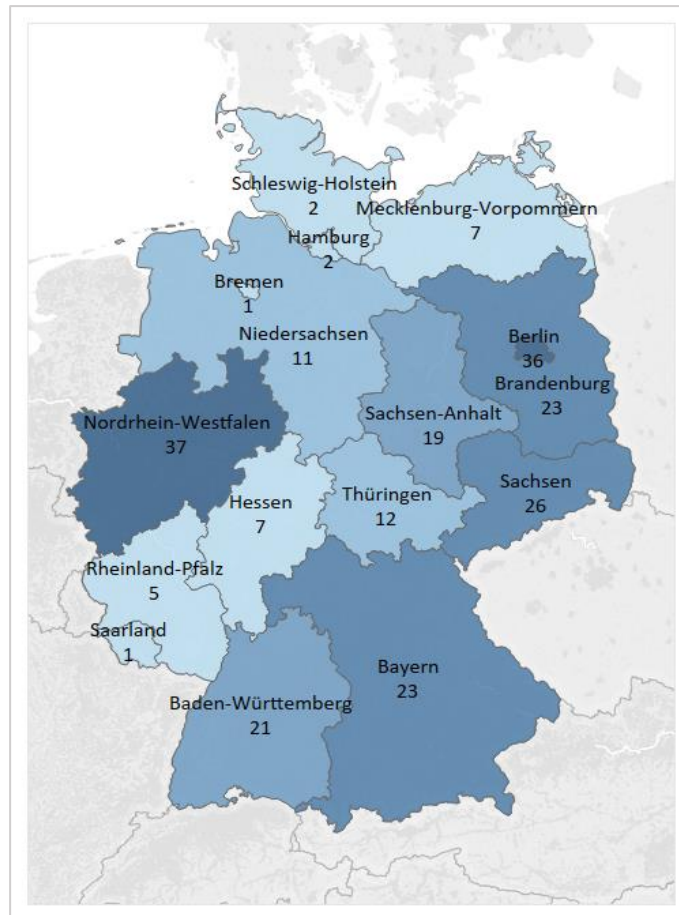 Schleswig-Holstein
2
Mecklenburg-Vorpommern
7
Hamburg
2
Bremen
1
Niedersachsen
11
Berlin
36
Brandenburg
23
Nordrhein-Westfalen
37
Sachsen-Anhalt
19
Sachsen
26
Hessen
7
Thüringen
12
Rheinland-Pfalz
5
Saarland
1
Bayern
23
Baden-Württemberg
21